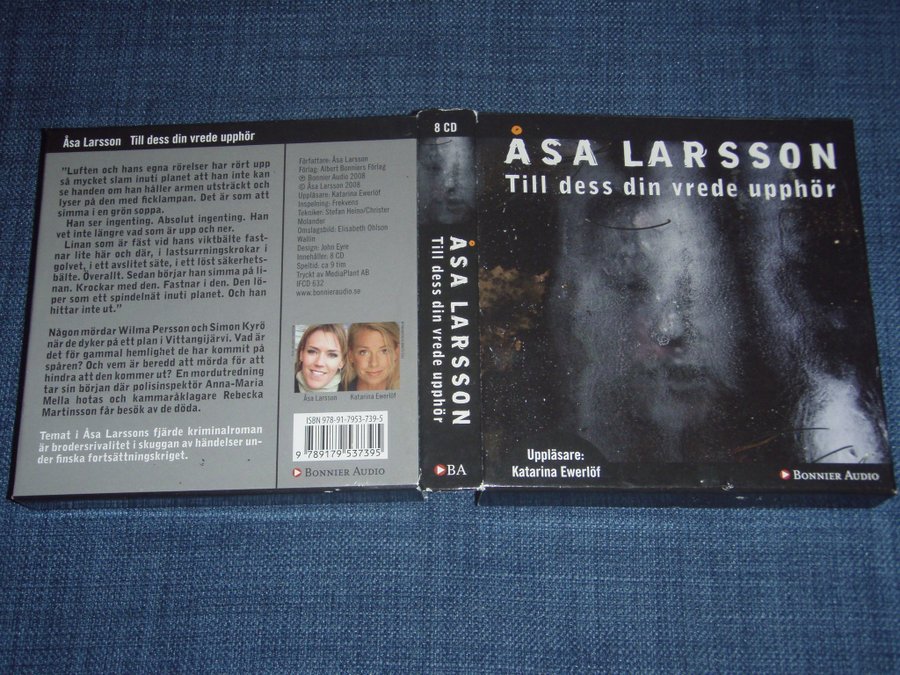 Åsa Larsson Till dess din vrede upphör
"Luften och hans egna rörelser har rört upp
så mycket slam inuti planet att han inte kan
se handen om han håller armen utsträckt och
lyser på den med ficklampan. Det är som att
simma i en grön soppa.
Han ser ingenting. Absolut ingenting. Han
vet inte längre vad som är upp och ner.
Linan som är fäst vid hans viktbälte fast-
nar lite här och där, i lastsurrningskrokar i
golvet, i ett avslitet säte, i ett löst säkerhets-
bälte. Överallt. Sedan börjar han simma på li-
nan. Krockar med den. Fastnar i den. Den lö-
per som ett spindelnät inuti planet. Och han
hittar inte ut."
Någon mördar Wilma Persson och Simon Kyrö
när de dyker på ett plan i Vittangijärvi. Vad är
det för gammal hemlighet de har kommit på
spåren? Och vem är beredd att mörda för att
hindra att den kommer ut? En mordutredning
tar sin början där polisinspektör Anna-Maria
Mella hotas och kammaråklagare Rebecka
Martinsson får besök av de döda.
Temat i Åsa Larssons fjärde kriminalroman
är brodersrivalitet i skuggan av händelser un-
der finska fortsättningskriget.
Författare: Åsa Larsson
Förlag: Albert Bonniers Förlag
℗ Bonnier Audio 2008
© Åsa Larsson 2008
Uppläsare: Katarina Ewerlöf
Inspelning: Frekvens
Tekniker: Stefan Heino/Christer
Molander
Omslagsbild: Elisabeth Ohlson
Wallin
Design: John Eyre
Innehåller: 8 CD
Speltid: ca 9 tim
Tryckt av MediaPlant AB
IFCD 632
www.bonnieraudio.se
Åsa Larsson Katarina Ewerlöf
ISBN 978-91-7953-739-5
9 789179 537395
BONNIER AUDIO
8 CD
ÅSA LARSSON
Till dess din vrede upphör
BA
ÅSA LARSSON
Till dess din vrede upphör
Uppläsare:
Katarina Ewerlöf
BONNIER AUDIO